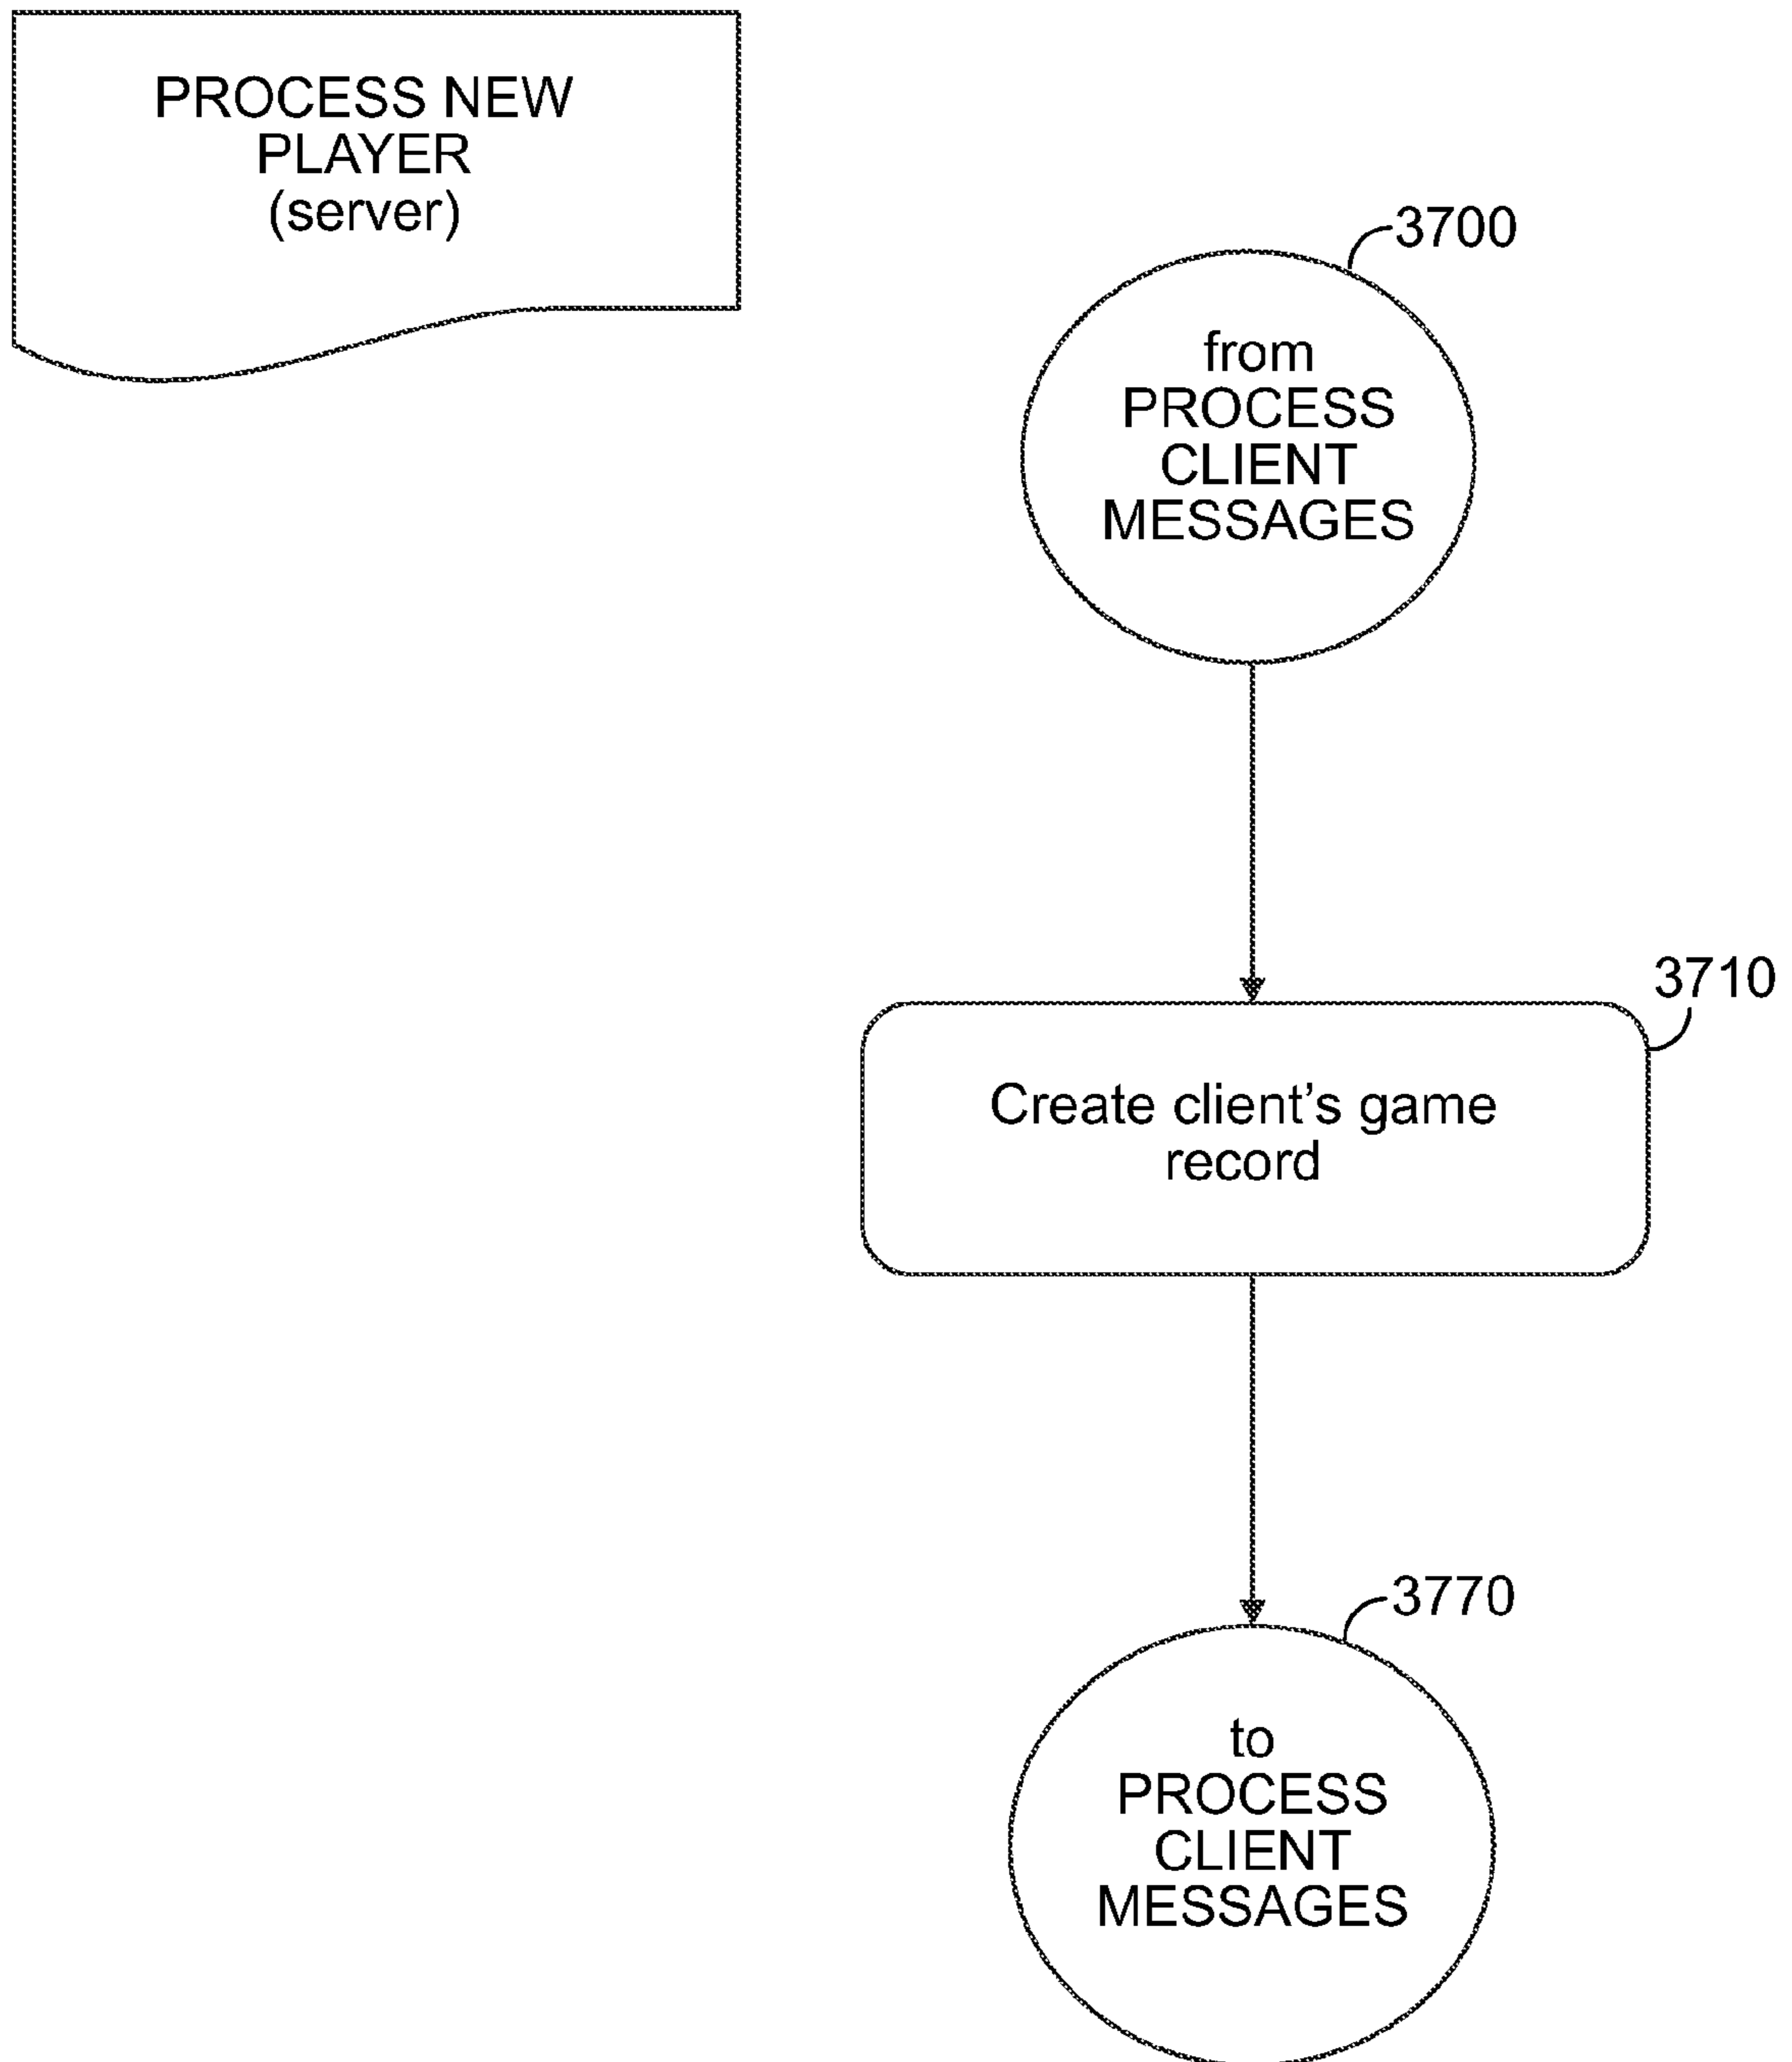 PROCESS NEW
PLAYER
(server)
3700
from
PROCESS
CLIENT
MESSAGES
3710
Create client's game
record
3770
to
PROCESS
CLIENT
MESSAGES